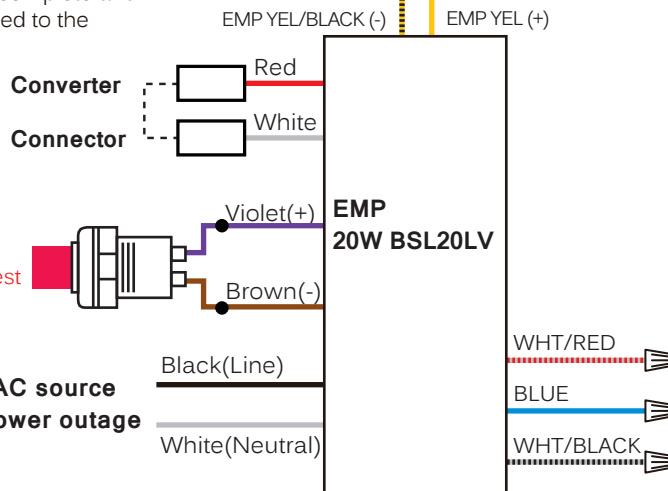 ed to the
EMP YEL/BLACK (-)
EMP YEL (+)
Converter
Red
Connector
White
Violet(+)
EMP
20W BSL20LV
est
Brown(-)
WHT/RED
Black(Line)
AC source
BLUE
ower outage
White(Neutral)
WHT/BLACK